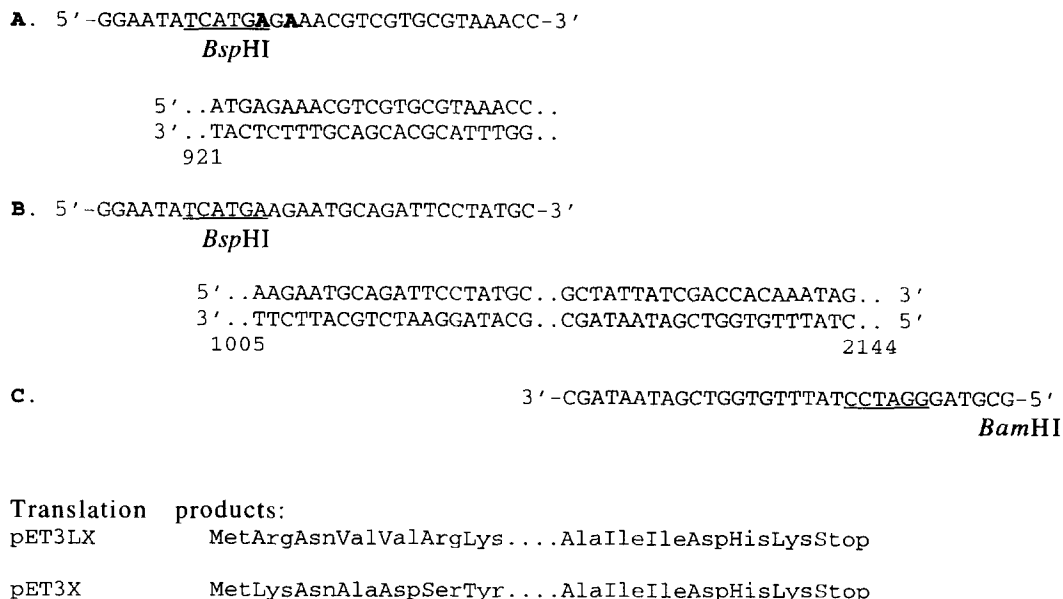 A. 5'-GGAATATCATGAGAAACGTCGTGCGTAAACC-3'
BspHI
5'..ATGAGAAACGTCGTGCGTAAACC..
3'..TACTCTTTGCAGCACGCATTTGG..
921
B. 5'-GGAATATCATGAAGAATGCAGATTCCTATGC-3'
BspHI
5'..AAGAATGCAGATTCCTATGC..GCTATTATCGACCACAAATAG.. 3'
3'..TTCTTACGTCTAAGGATACG..CGATAATAGCTGGTGTTTATC.. 5'
1005 2144
C. 3'-CGATAATAGCTGGTGTTTATCCTAGGGATGCG-5'
BamHI
Translation products:
pET3LX MetArgAsnValValArgLys....AlaIleIleAspHisLysStop
pET3X MetLysAsnAlaAspSerTyr....AlaIleIleAspHisLysStop